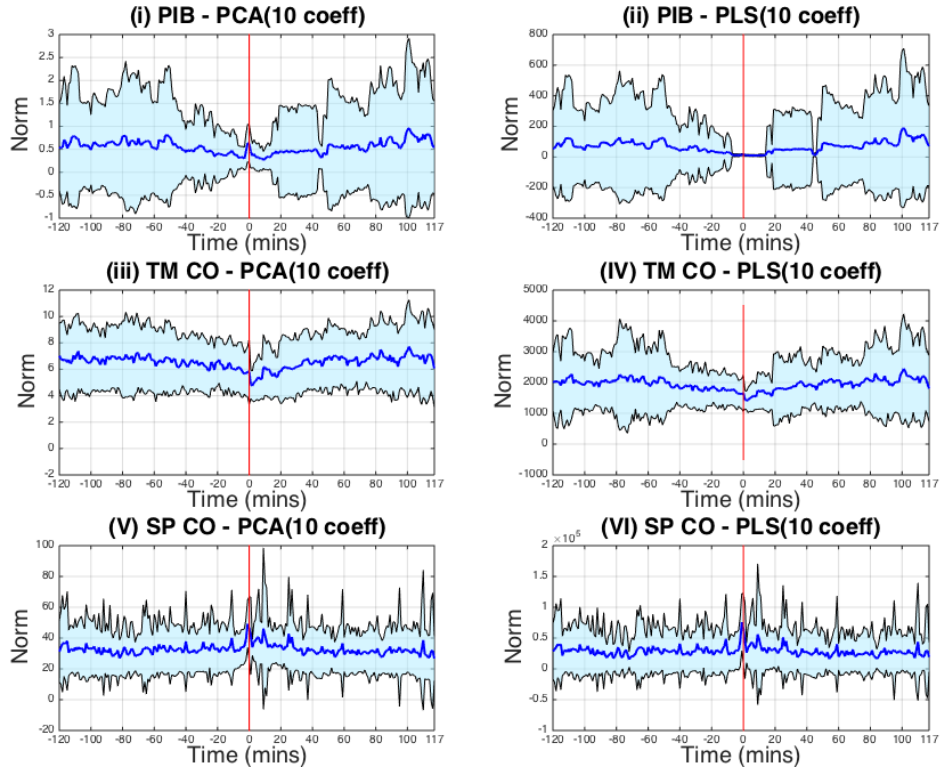 (i) PIB - PCA(10 coeff)
3
2.5
2
1.5
1
0.5
0
-0.5
-1
Norm
-120 -100 -80 -60 -40 -20 0 20 40 60 80 100 117
Time (mins)
(ii) PIB - PLS(10 coeff)
800
600
400
200
0
-200
-400
Norm
-120 -100 -80 -60 -40 -20 0 20 40 60 80 100 117
Time (mins)
(iii) TM CO - PCA(10 coeff)
12
10
8
6
4
2
0
-2
Norm
-120 -100 -80 -60 -40 -20 0 20 40 60 80 100 117
Time (mins)
(IV) TM CO - PLS(10 coeff)
5000
4000
3000
2000
1000
0
-1000
Norm
-120 -100 -80 -60 -40 -20 0 20 40 60 80 100 117
Time (mins)
(V) SP CO - PCA(10 coeff)
100
80
60
40
20
0
-20
Norm
-120 -100 -80 -60 -40 -20 0 20 40 60 80 100 117
Time (mins)
(VI) SP CO - PLS(10 coeff)
×10⁵
2
1.5
1
0.5
0
-0.5
-1
Norm
-120 -100 -80 -60 -40 -20 0 20 40 60 80 100 117
Time (mins)